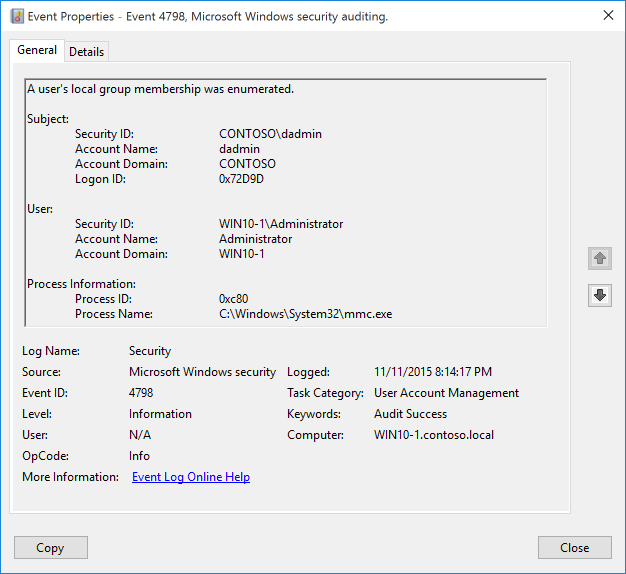 Event Properties - Event 4798, Microsoft Windows security auditing.
General Details
A user's local group membership was enumerated.
Subject:
Security ID: CONTOSO\dadmin
Account Name: dadmin
Account Domain: CONTOSO
Logon ID: 0x72D9D
User:
Security ID: WIN10-1\Administrator
Account Name: Administrator
Account Domain: WIN10-1
Process Information:
Process ID: 0xc80
Process Name: C:\Windows\System32\mmc.exe
Log Name: Security
Source: Microsoft Windows security Logged: 11/11/2015 8:14:17 PM
Event ID: 4798 Task Category: User Account Management
Level: Information Keywords: Audit Success
User: N/A Computer: WIN10-1.contoso.local
OpCode: Info
More Information: Event Log Online Help
Copy Close